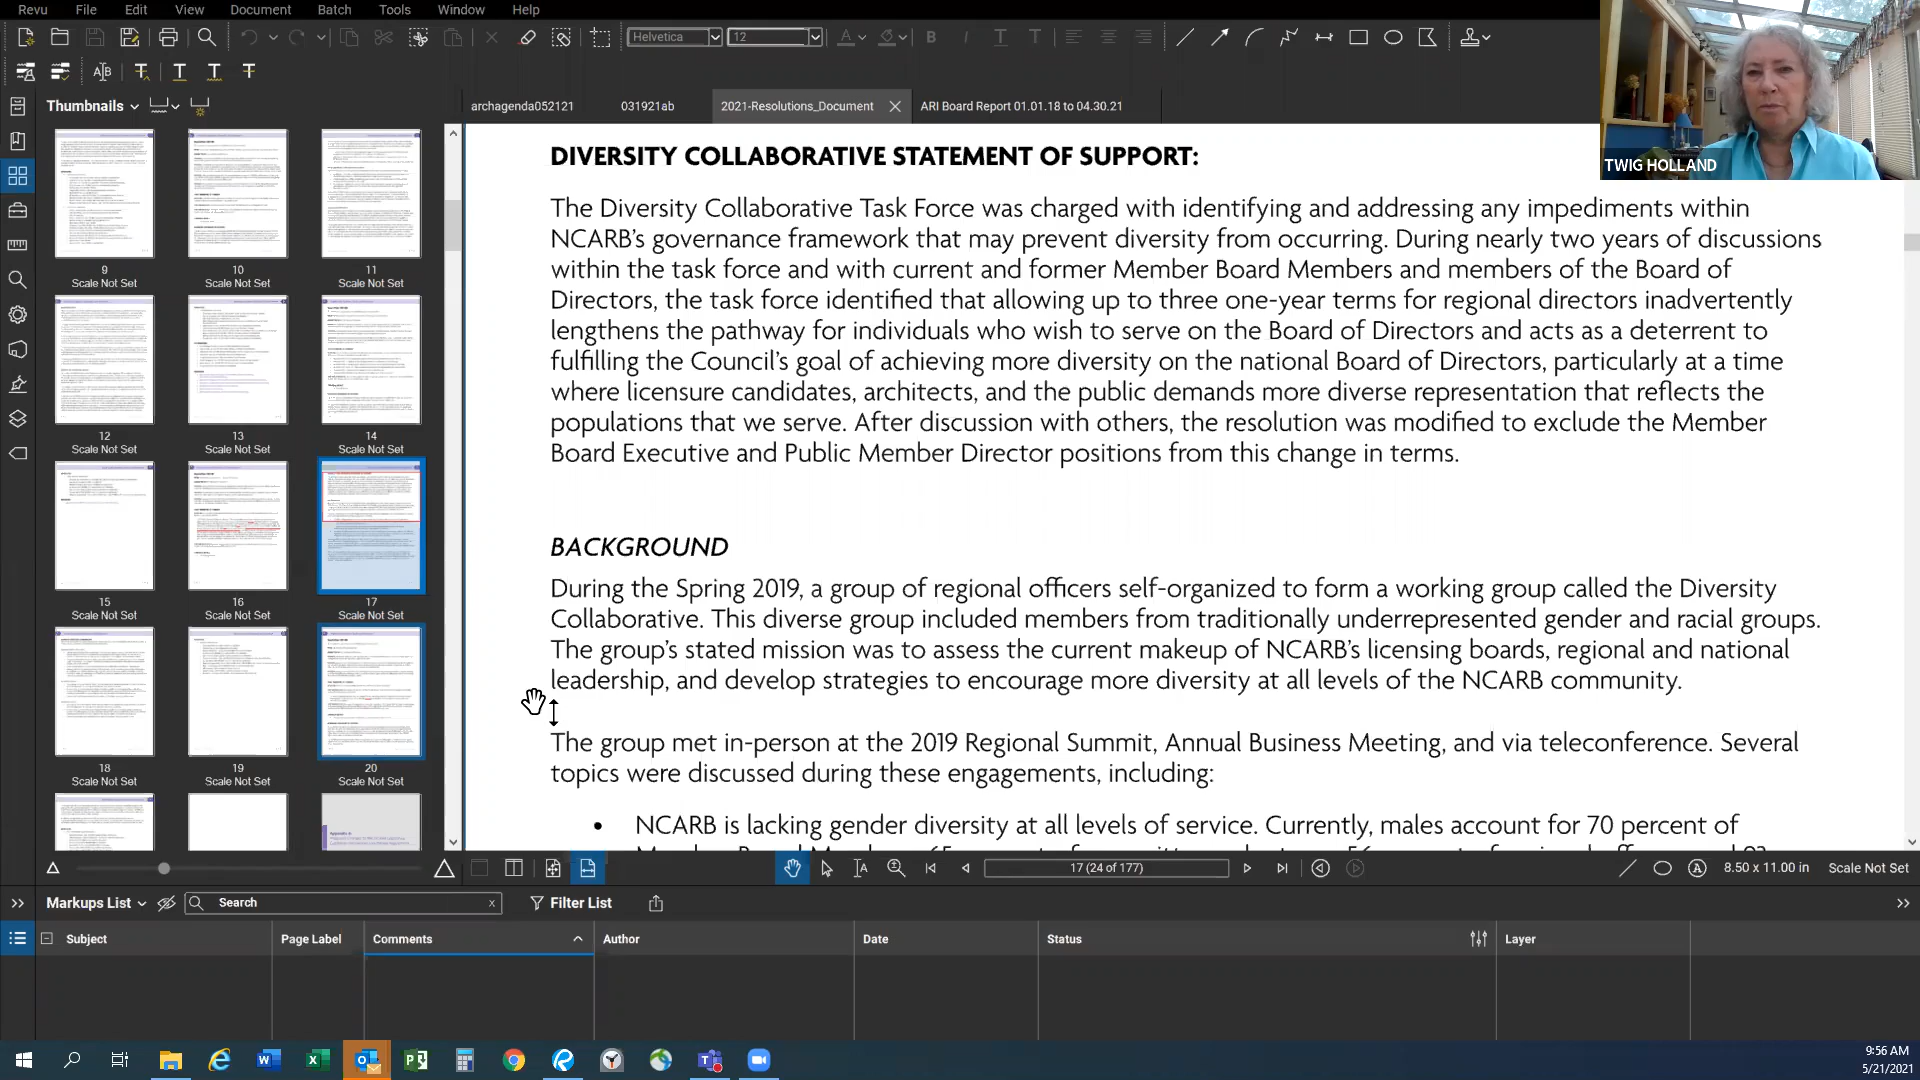 Revu File Edit View Document Batch Tools Window Help
Helvetica 12
Thumbnails
archagenda052121 031921ab 2021-Resolutions_Document ARI Board Report 01.01.18 to 04.30.21
TWIG HOLLAND
9 10 11
Scale Not Set Scale Not Set Scale Not Set
12 13 14
Scale Not Set Scale Not Set Scale Not Set
15 16 17
Scale Not Set Scale Not Set Scale Not Set
18 19 20
Scale Not Set Scale Not Set Scale Not Set
DIVERSITY COLLABORATIVE STATEMENT OF SUPPORT:
The Diversity Collaborative Task Force was charged with identifying and addressing any impediments within
NCARB's governance framework that may prevent diversity from occurring. During nearly two years of discussions
within the task force and with current and former Member Board Members and members of the Board of
Directors, the task force identified that allowing up to three one-year terms for regional directors inadvertently
lengthens the pathway for individuals who wish to serve on the Board of Directors and acts as a deterrent to
fulfilling the Council's goal of achieving more diversity on the national Board of Directors, particularly at a time
where licensure candidates, architects, and the public demands more diverse representation that reflects the
populations that we serve. After discussion with others, the resolution was modified to exclude the Member
Board Executive and Public Member Director positions from this change in terms.
BACKGROUND
During the Spring 2019, a group of regional officers self-organized to form a working group called the Diversity
Collaborative. This diverse group included members from traditionally underrepresented gender and racial groups.
The group's stated mission was to assess the current makeup of NCARB's licensing boards, regional and national
leadership, and develop strategies to encourage more diversity at all levels of the NCARB community.
The group met in-person at the 2019 Regional Summit, Annual Business Meeting, and via teleconference. Several
topics were discussed during these engagements, including:
• NCARB is lacking gender diversity at all levels of service. Currently, males account for 70 percent of
17 (24 of 177) 8.50 x 11.00 in Scale Not Set
Markups List Search x Filter List
Subject Page Label Comments Author Date Status Layer
9:56 AM
5/21/2021